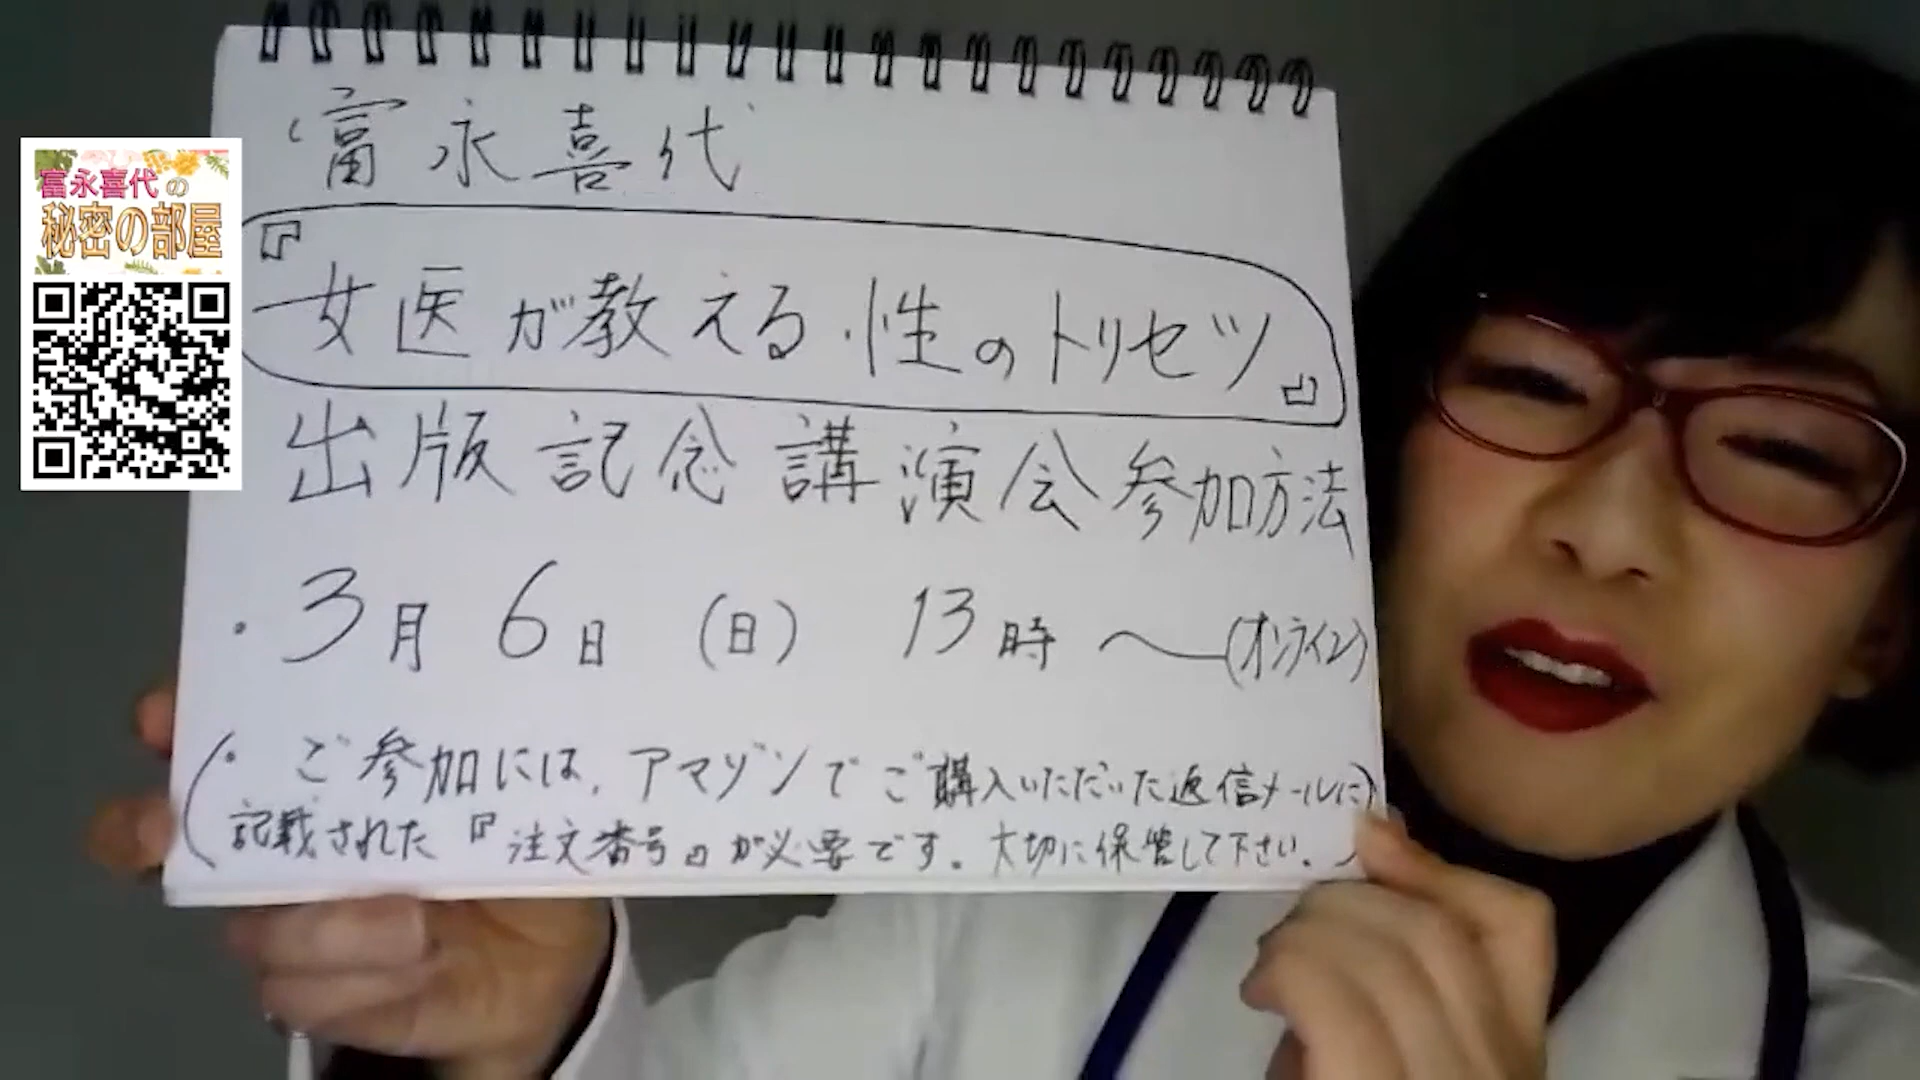 富永喜代の
秘密の部屋
富永喜代
『女医が教える 性のトリセツ』
出版記念講演会参加方法
・3月6日(日) 13時〜(オンライン)
(・ご参加には、アマゾンでご購入いただいた返信メールに
記載された『注文番号』が必要です。大切に保管して下さい。)